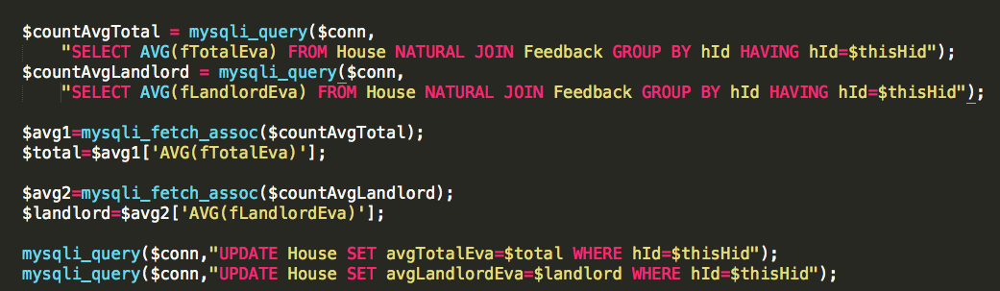 $countAvgTotal = mysqli_query($conn,
"SELECT AVG(fTotalEva) FROM House NATURAL JOIN Feedback GROUP BY hId HAVING hId=$thisHid");
$countAvgLandlord = mysqli_query($conn,
"SELECT AVG(fLandlordEva) FROM House NATURAL JOIN Feedback GROUP BY hId HAVING hId=$thisHid");
$avg1=mysqli_fetch_assoc($countAvgTotal);
$total=$avg1['AVG(fTotalEva)'];
$avg2=mysqli_fetch_assoc($countAvgLandlord);
$landlord=$avg2['AVG(fLandlordEva)'];
mysqli_query($conn,"UPDATE House SET avgTotalEva=$total WHERE hId=$thisHid");
mysqli_query($conn,"UPDATE House SET avgLandlordEva=$landlord WHERE hId=$thisHid");